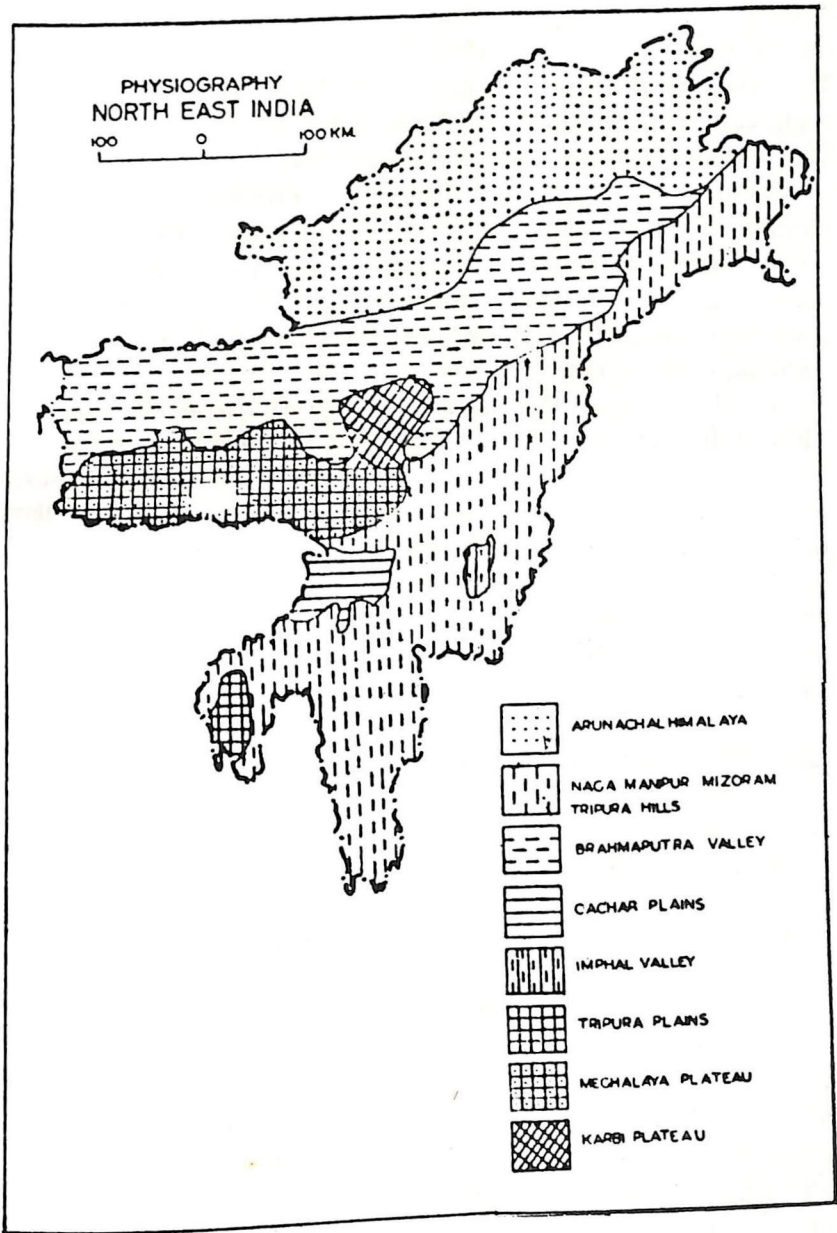 PHYSIOGRAPHY
NORTH EAST INDIA
100 0 100 KM.
ARUNACHAL HIMALAYA
NAGA MANIPUR MIZORAM
TRIPURA HILLS
BRAHMAPUTRA VALLEY
CACHAR PLAINS
IMPHAL VALLEY
TRIPURA PLAINS
MEGHALAYA PLATEAU
KARBI PLATEAU